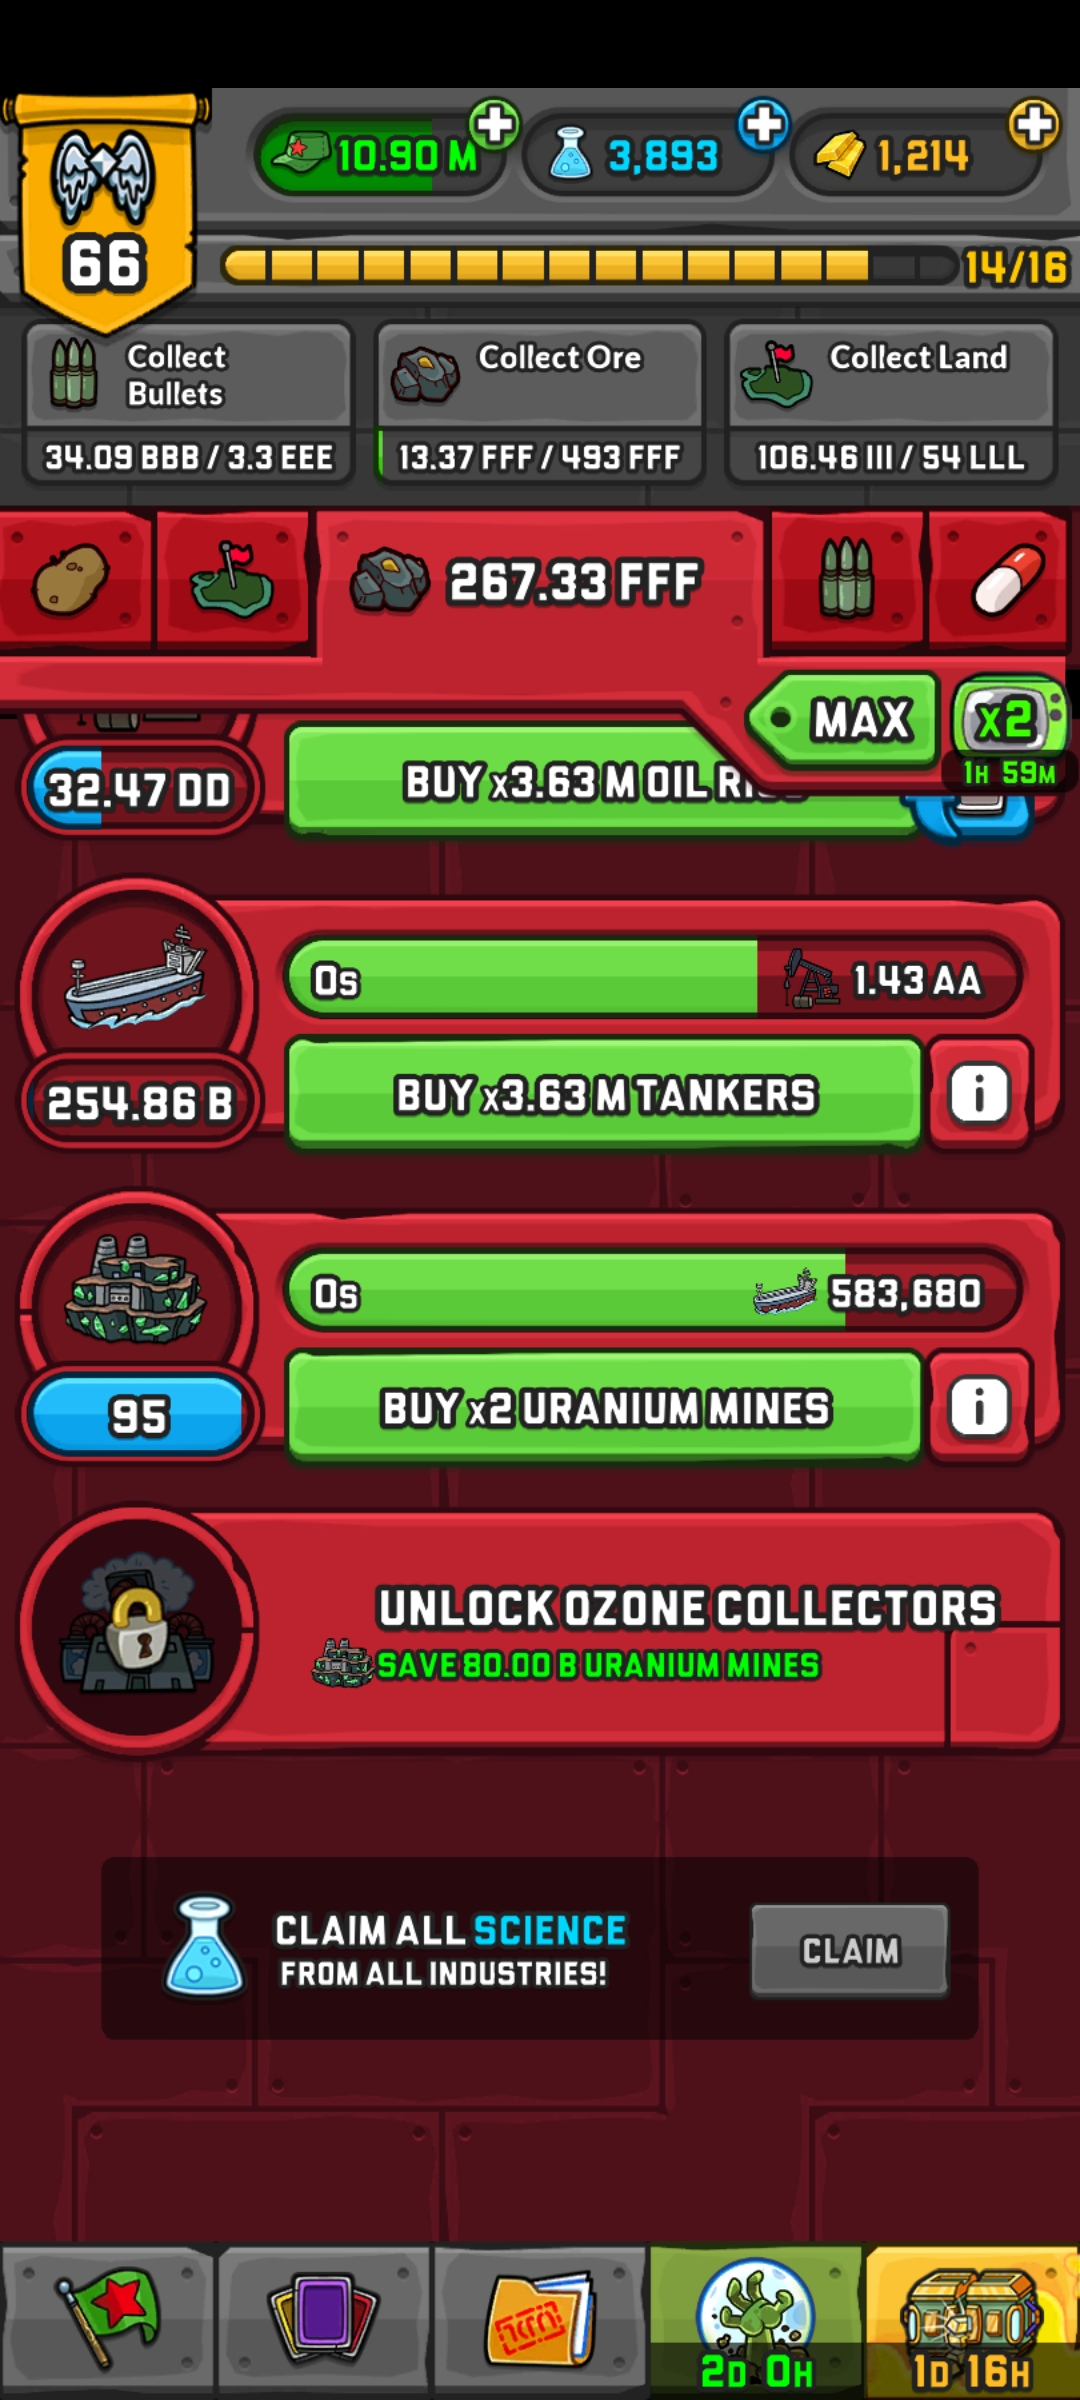 10.90 M
3,893
1,214
66
14/16
Collect
Bullets
34.09 BBB / 3.3 EEE
Collect Ore
13.37 FFF / 493 FFF
Collect Land
106.46 III / 54 LLL
267.33 FFF
MAX
x2
1H 59M
32.47 DD
BUY x3.63 M OIL
0s
1.43 AA
254.86 B
BUY x3.63 M TANKERS
i
0s
583,680
95
BUY x2 URANIUM MINES
i
UNLOCK OZONE COLLECTORS
SAVE 80.00 B URANIUM MINES
CLAIM ALL SCIENCE
FROM ALL INDUSTRIES!
CLAIM
2D 0H
1D 16H